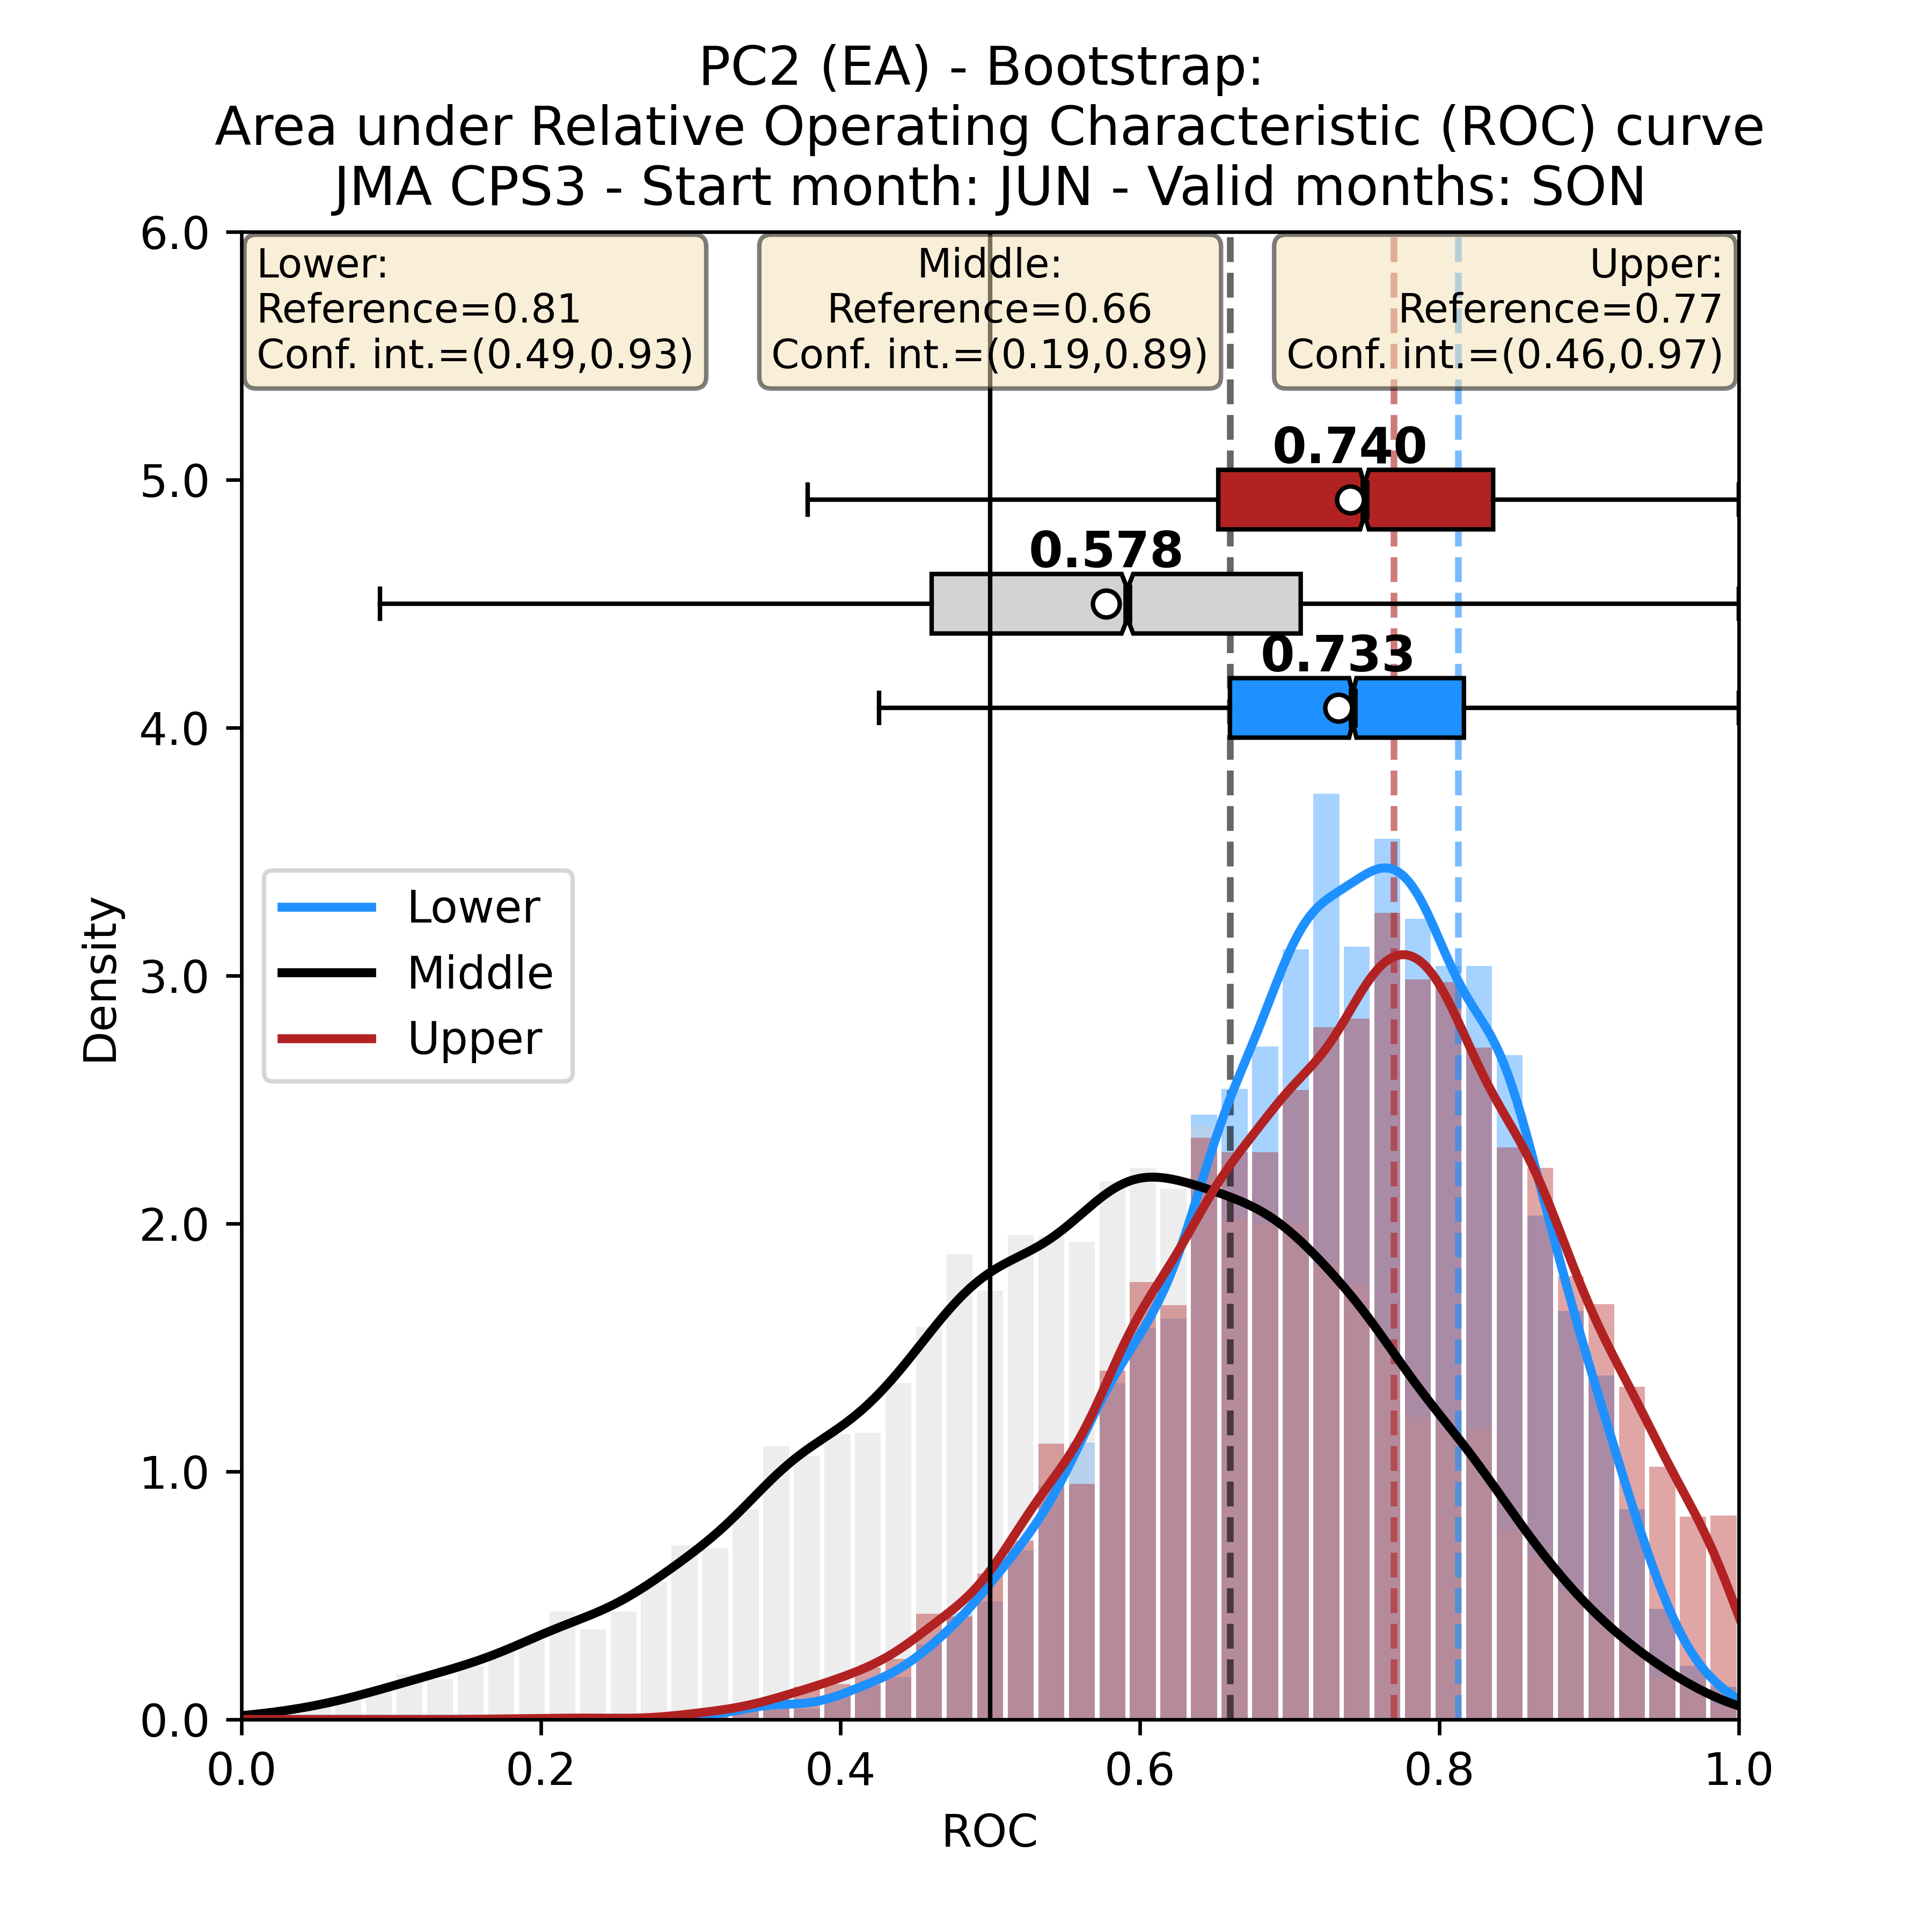 PC2 (EA) - Bootstrap:
Area under Relative Operating Characteristic (ROC) curve
JMA CPS3 - Start month: JUN - Valid months: SON
Lower:
Reference=0.81
Conf. int.=(0.49,0.93)
Middle:
Reference=0.66
Conf. int.=(0.19,0.89)
Upper:
Reference=0.77
Conf. int.=(0.46,0.97)
0.740
0.578
0.733
6.0
5.0
4.0
3.0
2.0
1.0
0.0
Density
Lower
Middle
Upper
0.0 0.2 0.4 0.6 0.8 1.0
ROC